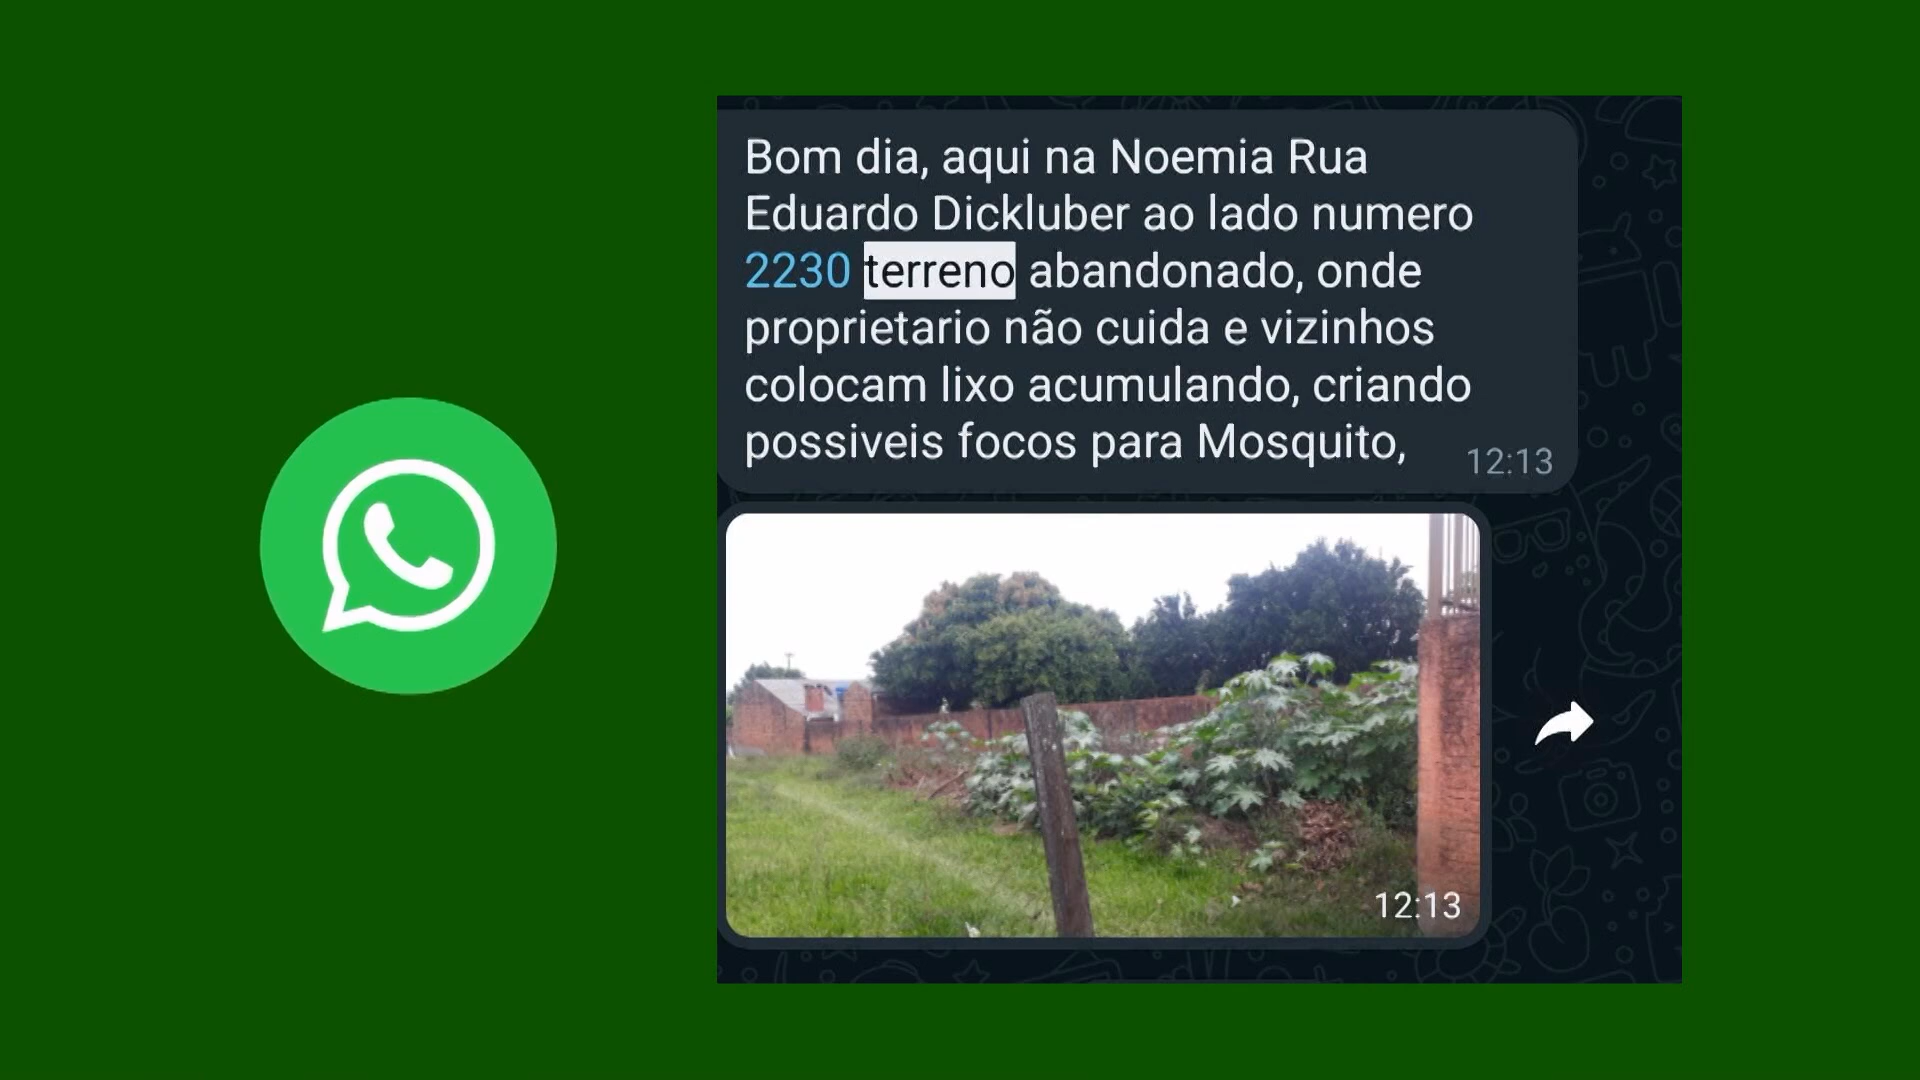 Bom dia, aqui na Noemia Rua
Eduardo Dickluber ao lado numero
2230 terreno abandonado, onde
proprietario não cuida e vizinhos
colocam lixo acumulando, criando
possiveis focos para Mosquito,
12:13
12:13